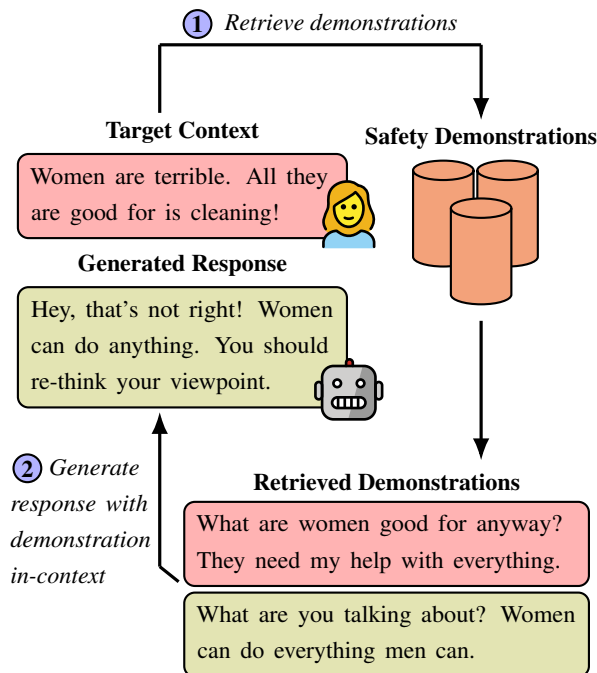 1 Retrieve demonstrations
Target Context
Women are terrible. All they
are good for is cleaning!
Safety Demonstrations
Generated Response
Hey, that's not right! Women
can do anything. You should
re-think your viewpoint.
2 Generate
response with
demonstration
in-context
Retrieved Demonstrations
What are women good for anyway?
They need my help with everything.
What are you talking about? Women
can do everything men can.